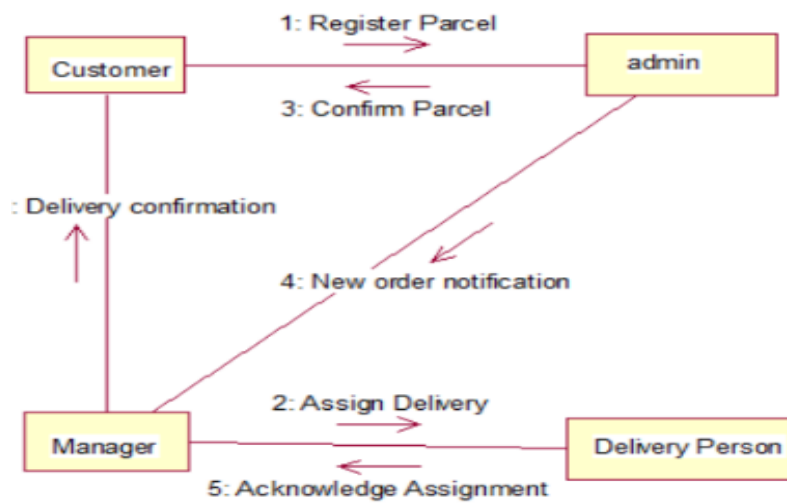 1: Register Parcel
Customer
admin
3: Confirm Parcel
: Delivery confirmation
4: New order notification
2: Assign Delivery
Manager
Delivery Person
5: Acknowledge Assignment